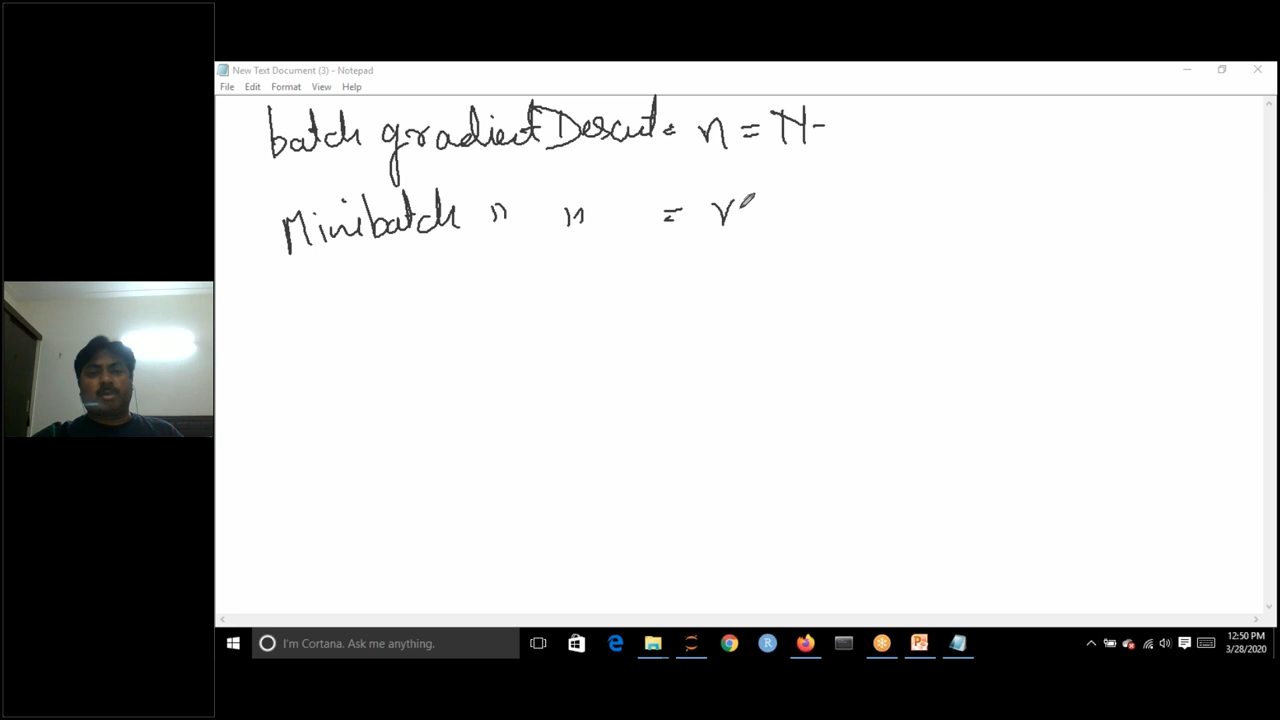 New Text Document (3) - Notepad
File Edit Format View Help
batch gradient Descent = n = N-
Minibatch " " =
I'm Cortana. Ask me anything.
12:50 PM
3/28/2020